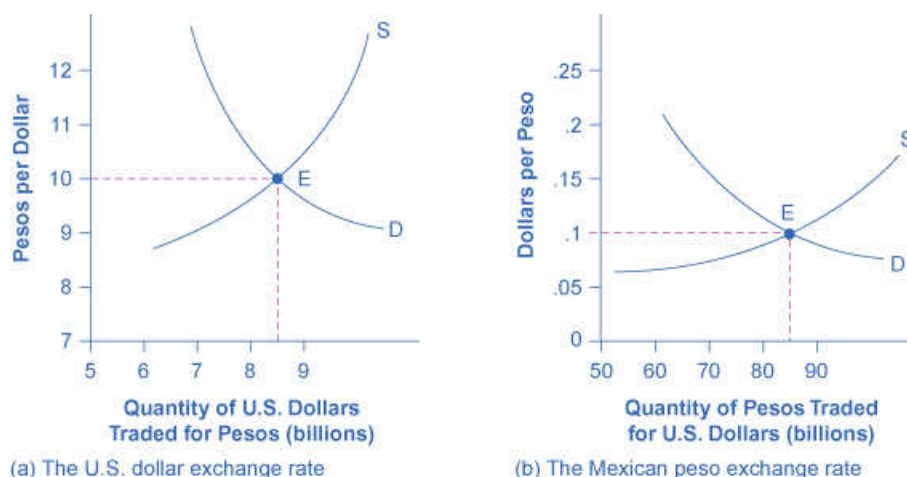 Pesos per Dollar
12
11
10
9
8
7
5 6 7 8 9
S
E
D
Quantity of U.S. Dollars
Traded for Pesos (billions)
(a) The U.S. dollar exchange rate
Dollars per Peso
.25
.2
.15
.1
.05
0
50 60 70 80 90
S
E
D
Quantity of Pesos Traded
for U.S. Dollars (billions)
(b) The Mexican peso exchange rate